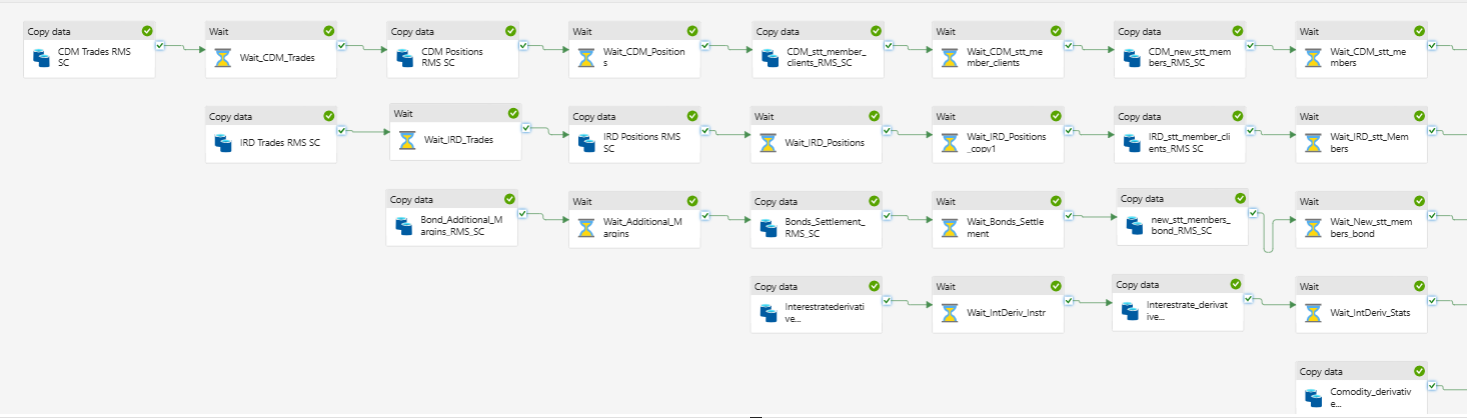 Copy data
CDM Trades RMS
SC
Wait
Wait_CDM_Trades
Copy data
CDM Positions
RMS SC
Wait
Wait_CDM_Position
s
Copy data
CDM_stt_member_
clients_RMS_SC
Wait
Wait_CDM_stt_me
mber_clients
Copy data
CDM_new_stt_mem
bers_RMS_SC
Wait
Wait_CDM_stt_me
mbers
Copy data
IRD Trades RMS SC
Wait
Wait_IRD_Trades
Copy data
IRD Positions RMS
SC
Wait
Wait_IRD_Positions
Wait
Wait_IRD_Positions
_copy1
Copy data
IRD_stt_member_cli
ents_RMS SC
Wait
Wait_IRD_stt_Mem
bers
Copy data
Bond_Additional_M
argins_RMS_SC
Wait
Wait_Additional_M
argins
Copy data
Bonds_Settlement_
RMS_SC
Wait
Wait_Bonds_Settle
ment
Copy data
new_stt_members_
bond_RMS_SC
Wait
Wait_New_stt_mem
bers_bond
Copy data
Interestratederivati
ve...
Wait
Wait_IntDeriv_Instr
Copy data
Interestrate_derivat
ive...
Wait
Wait_IntDeriv_Stats
Copy data
Comodity_derivativ
e...